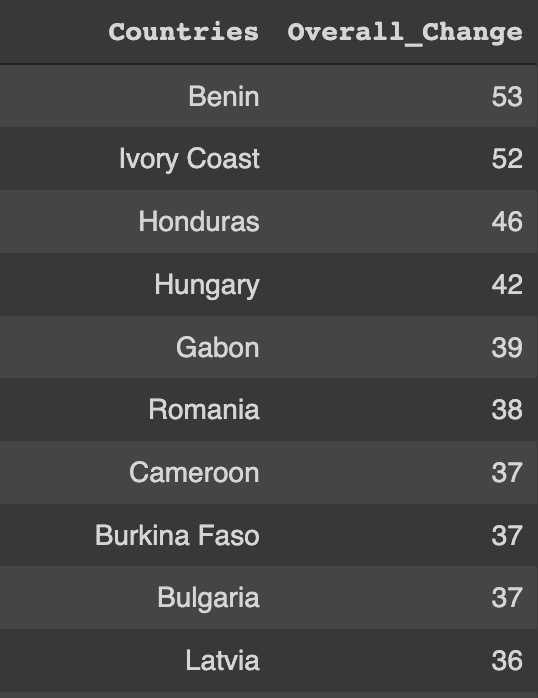 Countries Overall_Change
Benin 53
Ivory Coast 52
Honduras 46
Hungary 42
Gabon 39
Romania 38
Cameroon 37
Burkina Faso 37
Bulgaria 37
Latvia 36